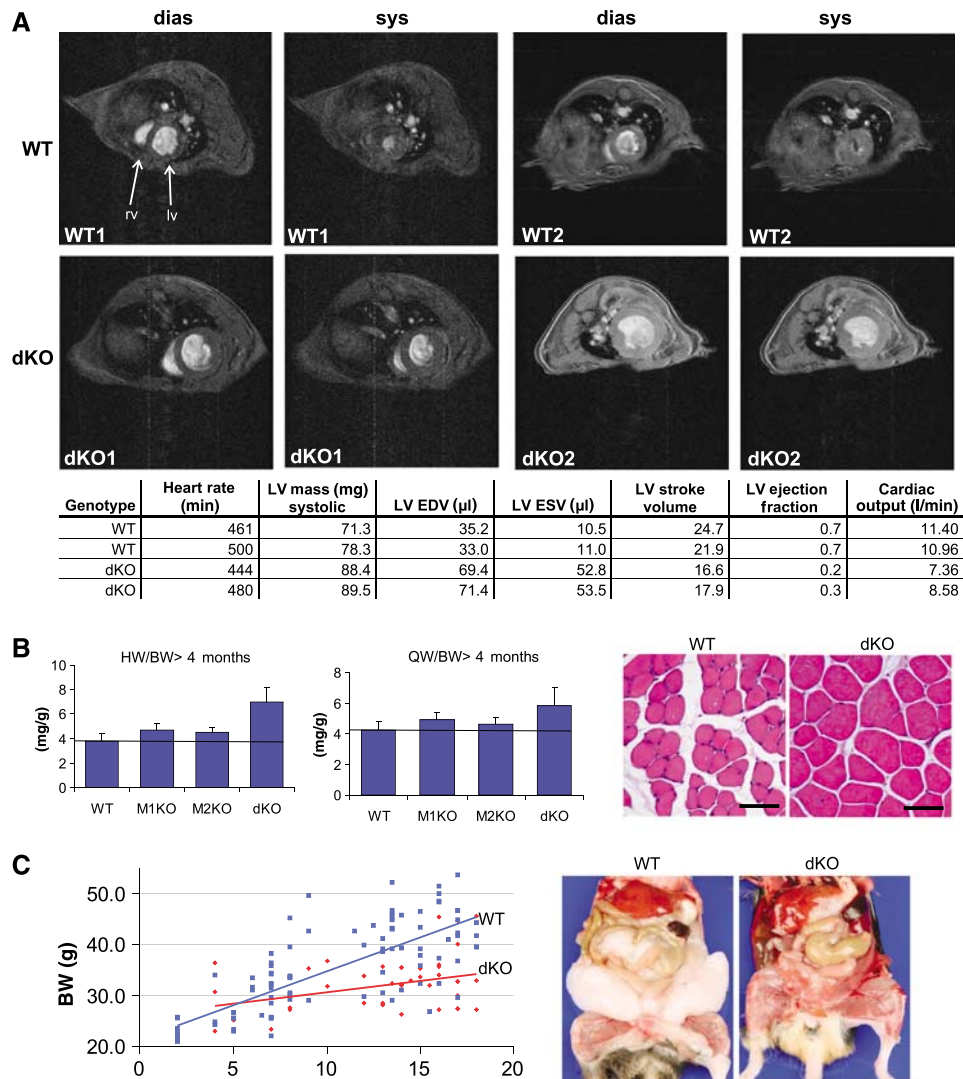 A
dias sys dias sys
WT
rv lv
WT1 WT1 WT2 WT2
dKO
dKO1 dKO1 dKO2 dKO2
Genotype Heart rate (min) LV mass (mg) systolic LV EDV (µl) LV ESV (µl) LV stroke volume LV ejection fraction Cardiac output (l/min)
WT 461 71.3 35.2 10.5 24.7 0.7 11.40
WT 500 78.3 33.0 11.0 21.9 0.7 10.96
dKO 444 88.4 69.4 52.8 16.6 0.2 7.36
dKO 480 89.5 71.4 53.5 17.9 0.3 8.58
B
HW/BW> 4 months
(mg/g)
10
8
6
4
2
0
WT M1KO M2KO dKO
QW/BW> 4 months
(mg/g)
8
6
4
2
0
WT M1KO M2KO dKO
WT dKO
C
BW (g)
50.0
40.0
30.0
20.0
WT
dKO
0 5 10 15 20
WT dKO